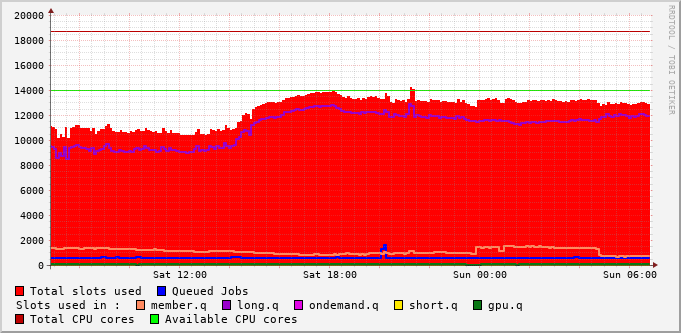 20000
18000
16000
14000
12000
10000
8000
6000
4000
2000
0
Sat 12:00 Sat 18:00 Sun 00:00 Sun 06:00
Total slots used Queued Jobs
Slots used in : member.q long.q ondemand.q short.q gpu.q
Total CPU cores Available CPU cores
RRDTOOL / TOBI OETIKER